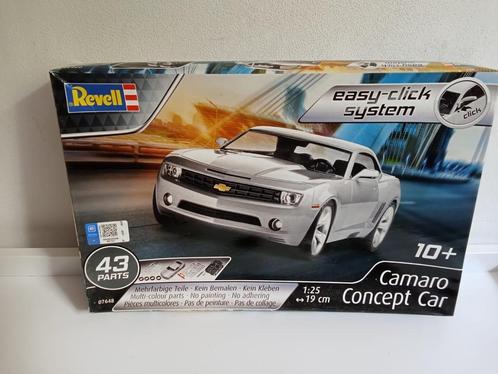 Revell
easy-click
system
click
10+
Camaro
Concept Car
43
PARTS
07648
Mehrfarbige Teile - Kein Bemalen - Kein Kleben
Multi-colour parts - No painting - No adhering
Pièces multicolores - Pas de peinture - Pas de collage
1:25
↔ 19 cm